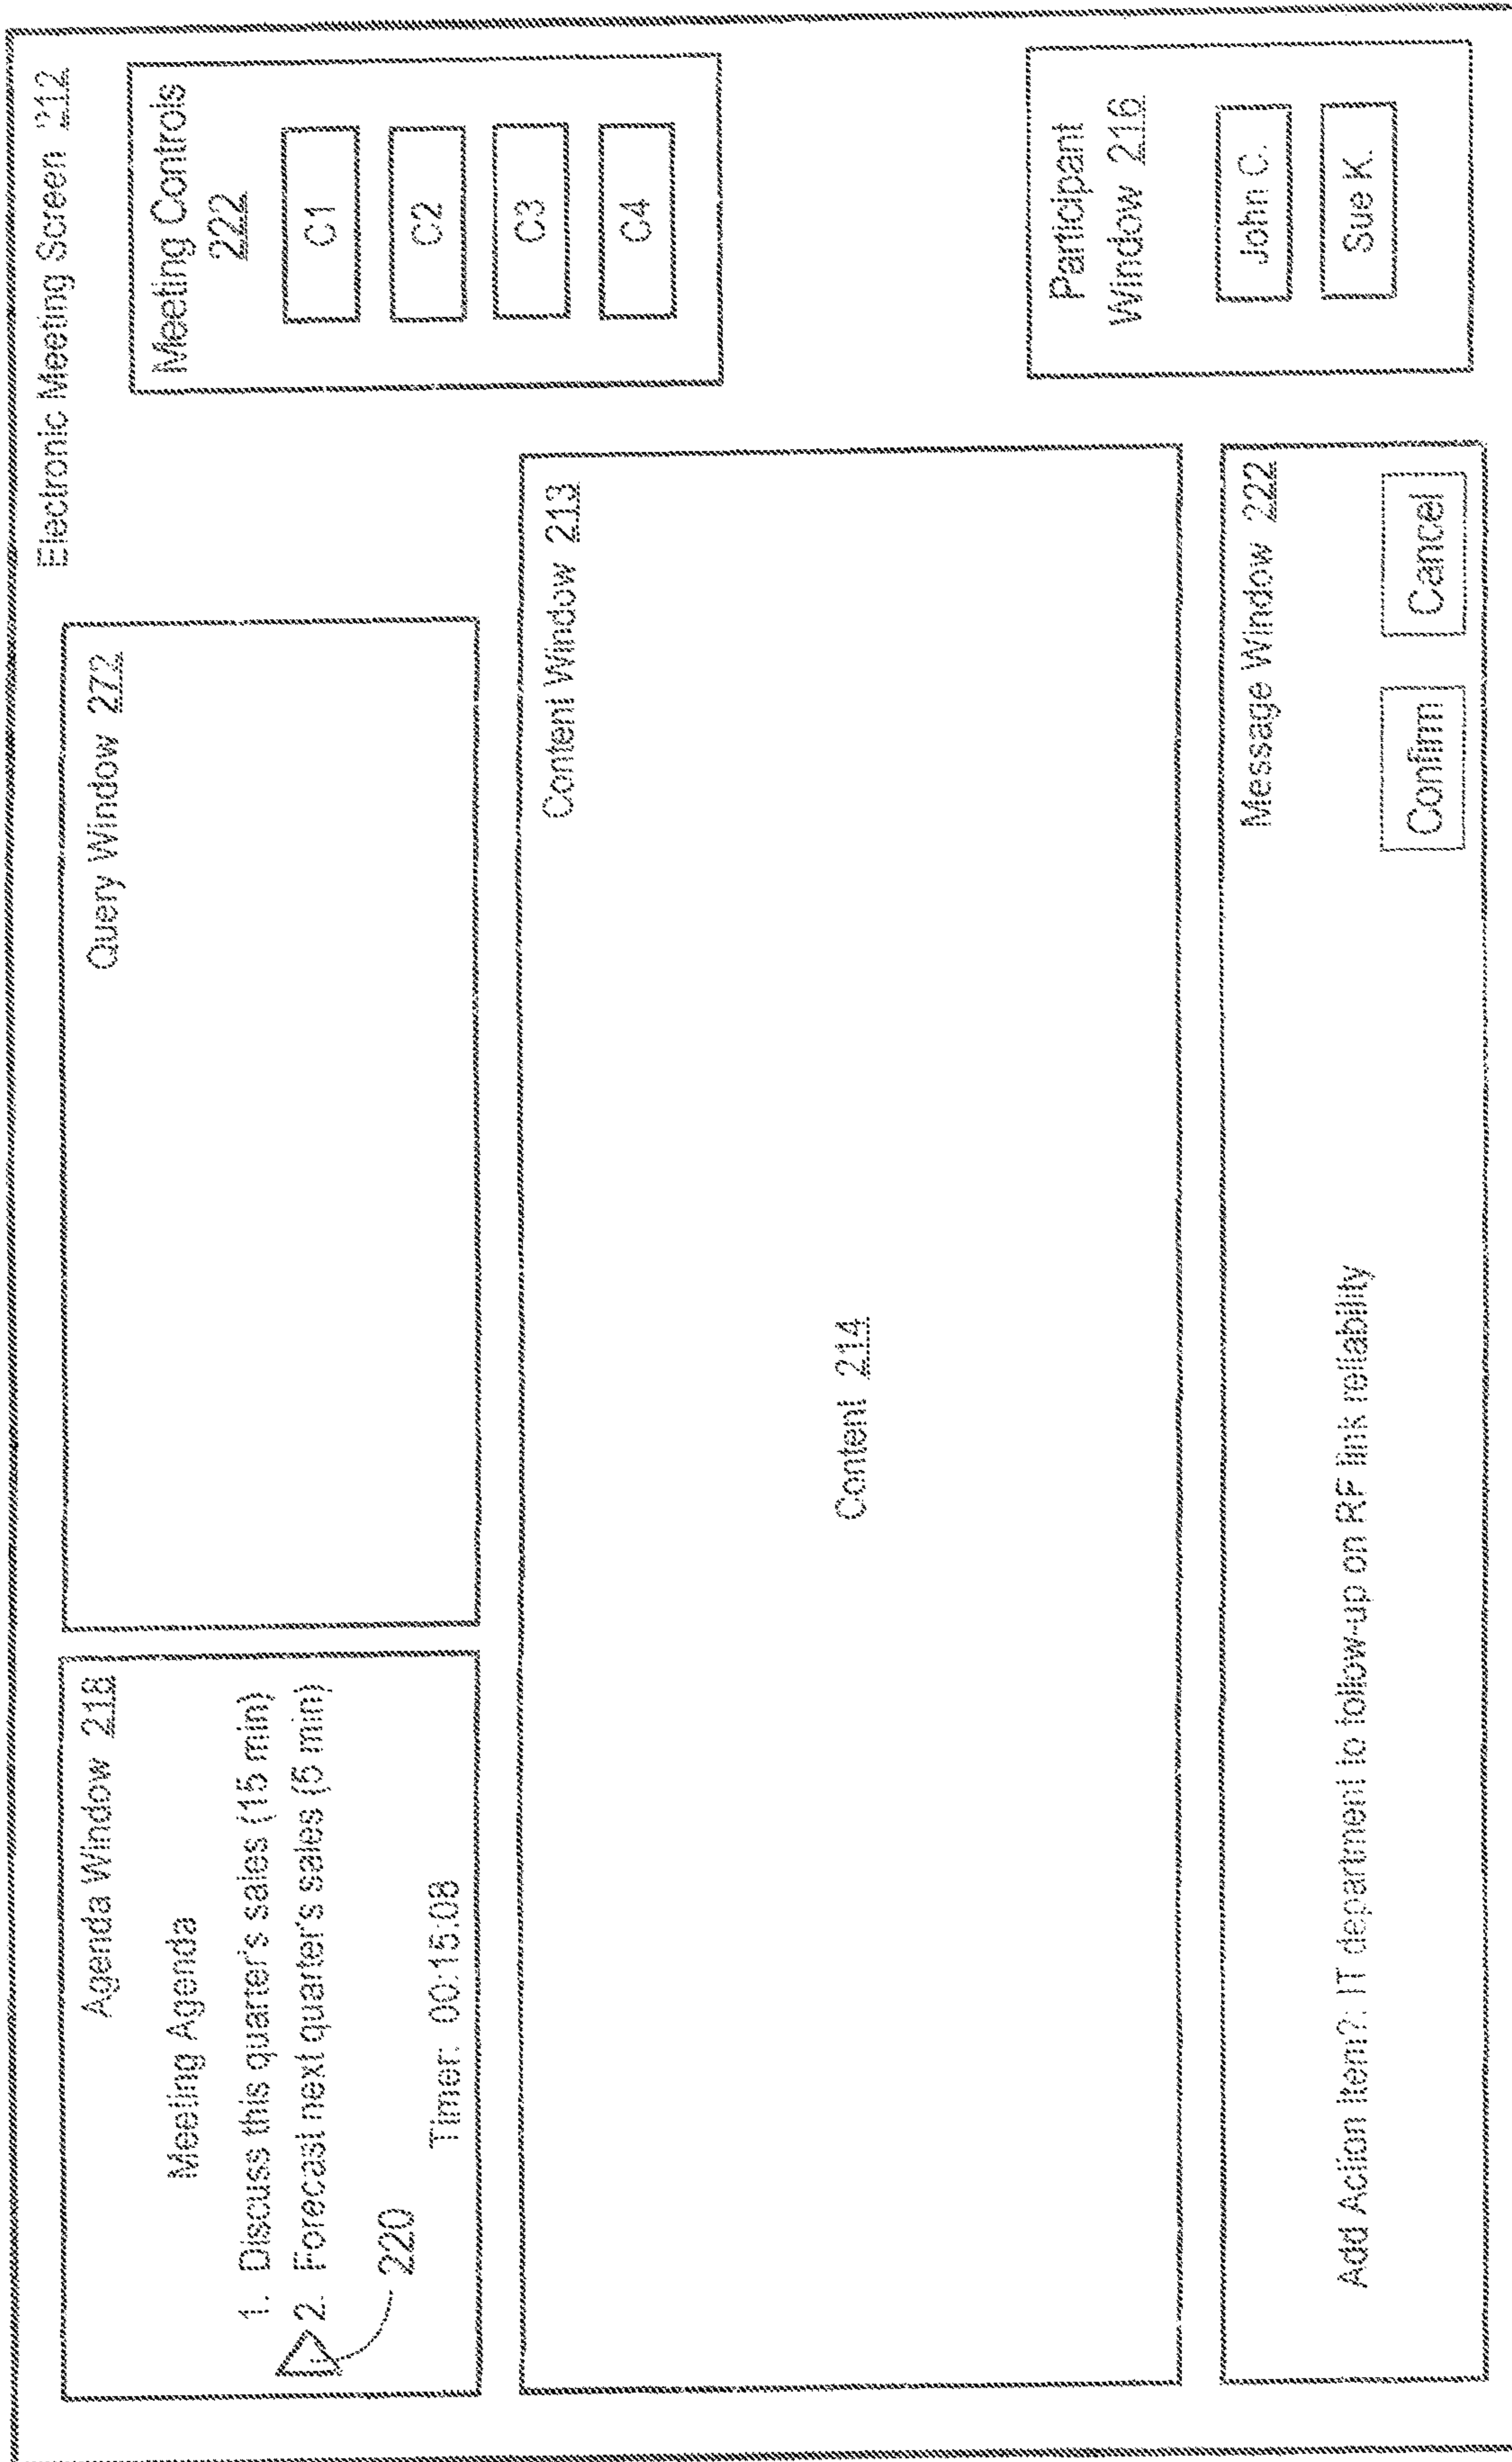 Electronic Meeting Screen 212
Agenda Window 218
Meeting Agenda
1. Discuss this quarter's sales (15 min)
2. Forecast next quarter's sales (5 min)
220
Timer: 00:15:08
Query Window 272
Meeting Controls
222
C1
C2
C3
C4
Content Window 213
Content 214
Participant
Window 216
John C.
Sue K.
Message Window 222
Add Action Item?: IT department to follow-up on RF link reliability
Confirm
Cancel